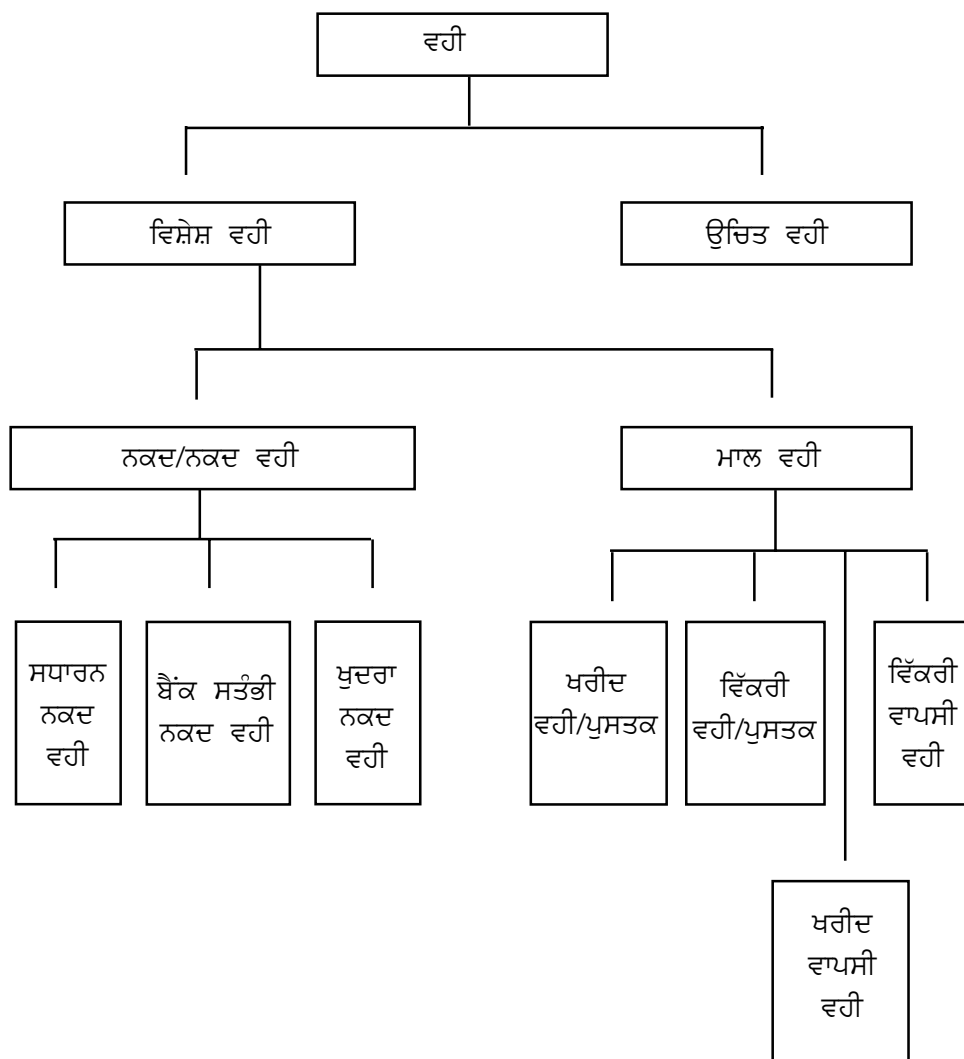 ਵਹੀ
ਵਿਸ਼ੇਸ਼ ਵਹੀ
ਉਚਿਤ ਵਹੀ
ਨਕਦ/ਨਕਦ ਵਹੀ
ਮਾਲ ਵਹੀ
ਸਧਾਰਨ
ਨਕਦ
ਵਹੀ
ਬੈਂਕ ਸਤੰਭੀ
ਨਕਦ ਵਹੀ
ਖੁਦਰਾ
ਨਕਦ
ਵਹੀ
ਖਰੀਦ
ਵਹੀ/ਪੁਸਤਕ
ਵਿੱਕਰੀ
ਵਹੀ/ਪੁਸਤਕ
ਵਿੱਕਰੀ
ਵਾਪਸੀ
ਵਹੀ
ਖਰੀਦ
ਵਾਪਸੀ
ਵਹੀ